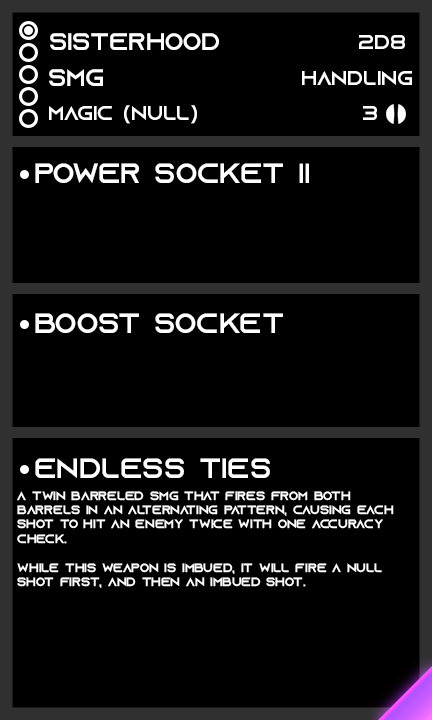 SISTERHOOD 2D8
SMG HANDLING
MAGIC (NULL) 3
•POWER SOCKET II
•BOOST SOCKET
•ENDLESS TIES
A TWIN BARRELED SMG THAT FIRES FROM BOTH
BARRELS IN AN ALTERNATING PATTERN, CAUSING EACH
SHOT TO HIT AN ENEMY TWICE WITH ONE ACCURACY
CHECK.
WHILE THIS WEAPON IS IMBUED, IT WILL FIRE A NULL
SHOT FIRST, AND THEN AN IMBUED SHOT.